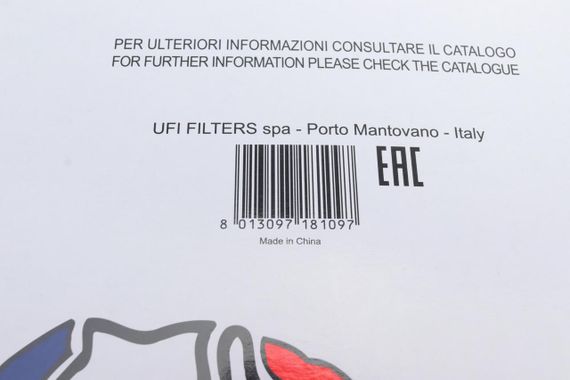 PER ULTERIORI INFORMAZIONI CONSULTARE IL CATALOGO
FOR FURTHER INFORMATION PLEASE CHECK THE CATALOGUE
UFI FILTERS spa - Porto Mantovano - Italy
EAC
8 013097 181097
Made in China